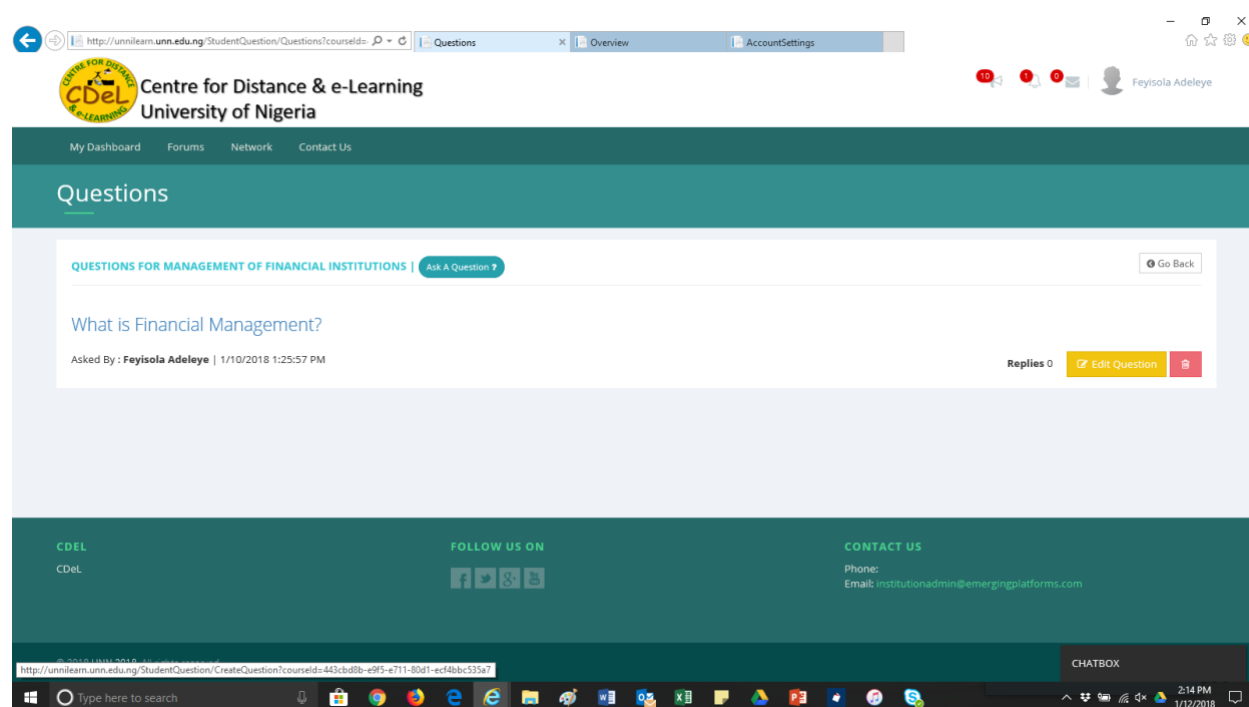 http://unnilearn.unn.edu.ng/StudentQuestion/Questions?courseId=
Questions
Overview
AccountSettings
CENTRE FOR DISTANCE
CDeL
& e-LEARNING
Centre for Distance & e-Learning
University of Nigeria
10
1
0
Feyisola Adeleye
My Dashboard Forums Network Contact Us
Questions
QUESTIONS FOR MANAGEMENT OF FINANCIAL INSTITUTIONS | Ask A Question ?
Go Back
What is Financial Management?
Asked By : Feyisola Adeleye | 1/10/2018 1:25:57 PM
Replies 0 Edit Question
CDEL
CDeL
FOLLOW US ON
CONTACT US
Phone:
Email: institutionadmin@emergingplatforms.com
http://unnilearn.unn.edu.ng/StudentQuestion/CreateQuestion?courseId=443cbd8b-e9f5-e711-80d1-ecf4bbc535a7
CHATBOX
Type here to search
2:14 PM
1/12/2018